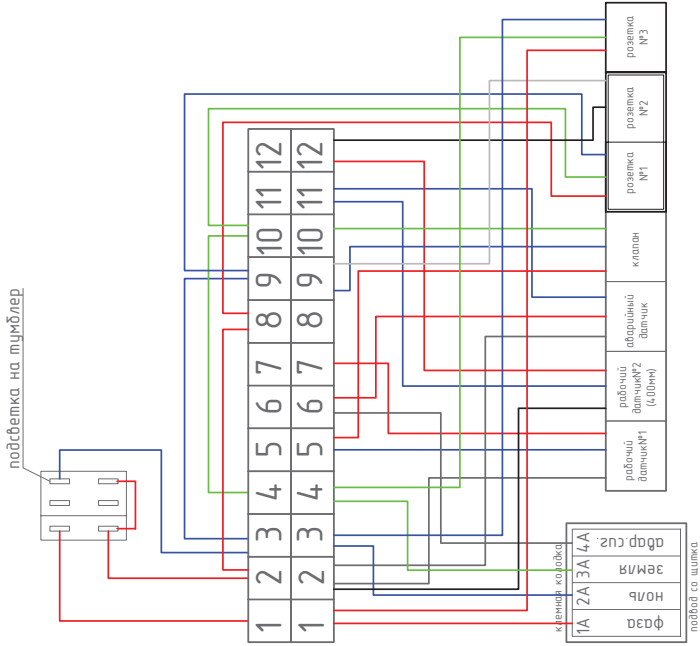 подсветка на тумблер
1 2 3 4 5 6 7 8 9 10 11 12
1 2 3 4 5 6 7 8 9 10 11 12
розетка
№3
розетка
№2
розетка
№1
клапан
аварийный
датчик
рабочий
датчик№2
(400мм)
рабочий
датчик№1
клемная колодка
4А авар.сиг.
3А земля
2А ноль
1А фаза
подвод со щитка